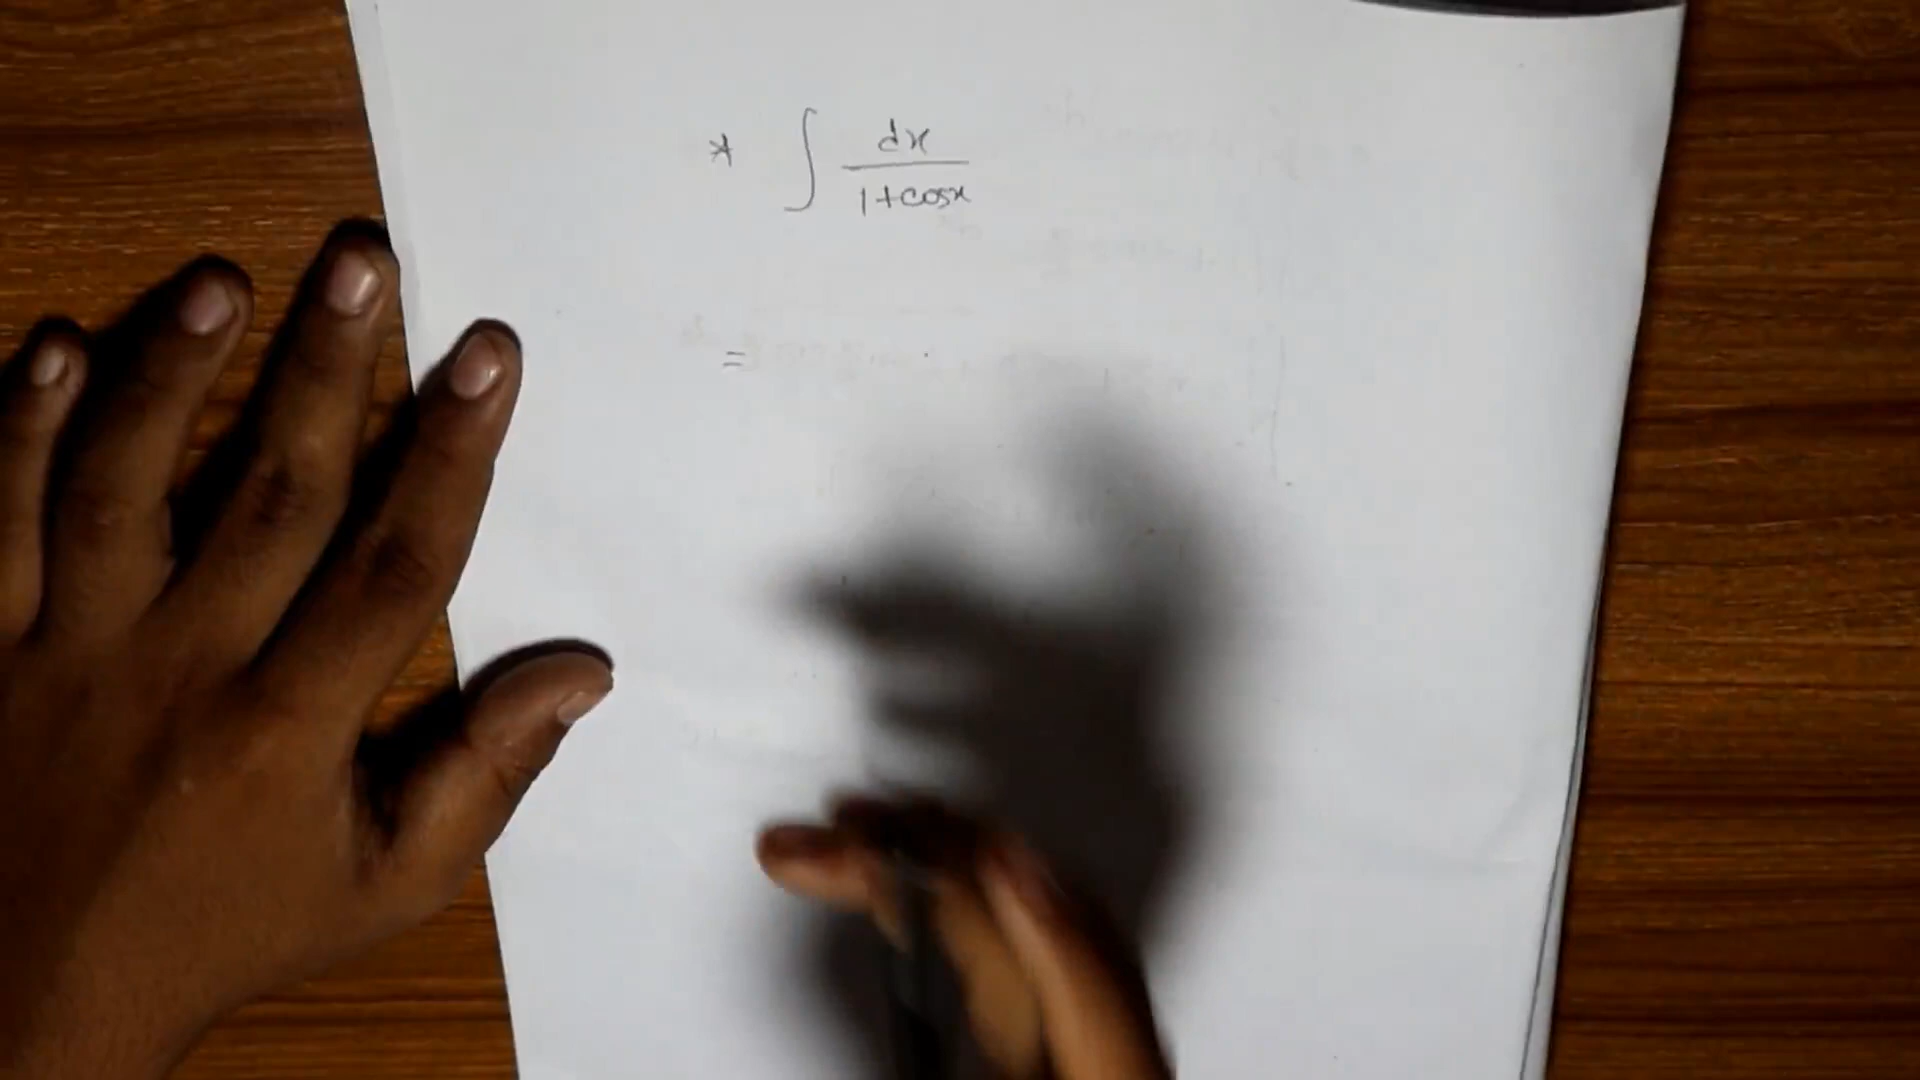 * ∫ dx / 1+cosx
=